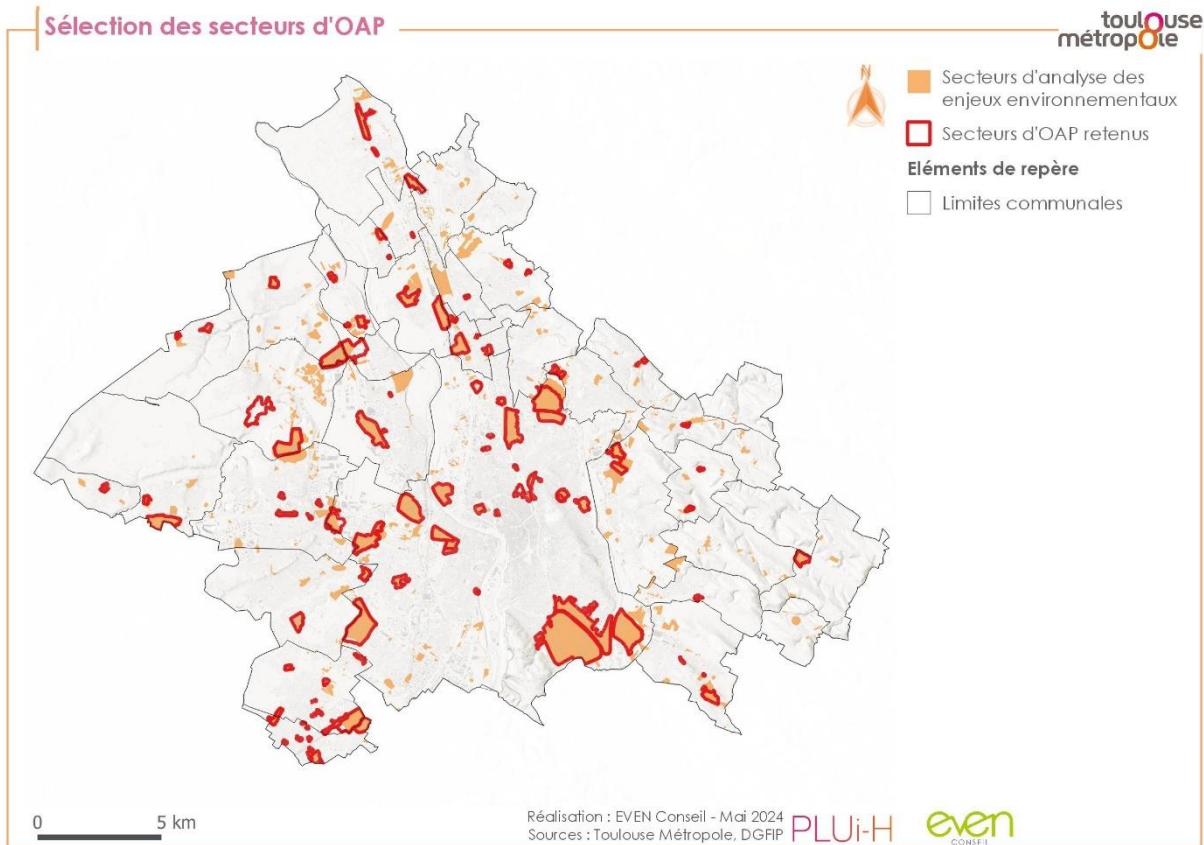 Sélection des secteurs d'OAP
toulouse
métropole
N
Secteurs d'analyse des
enjeux environnementaux
Secteurs d'OAP retenus
Eléments de repère
Limites communales
0 5 km
Réalisation : EVEN Conseil - Mai 2024
Sources : Toulouse Métropole, DGFIP
PLUi-H
even
CONSEIL